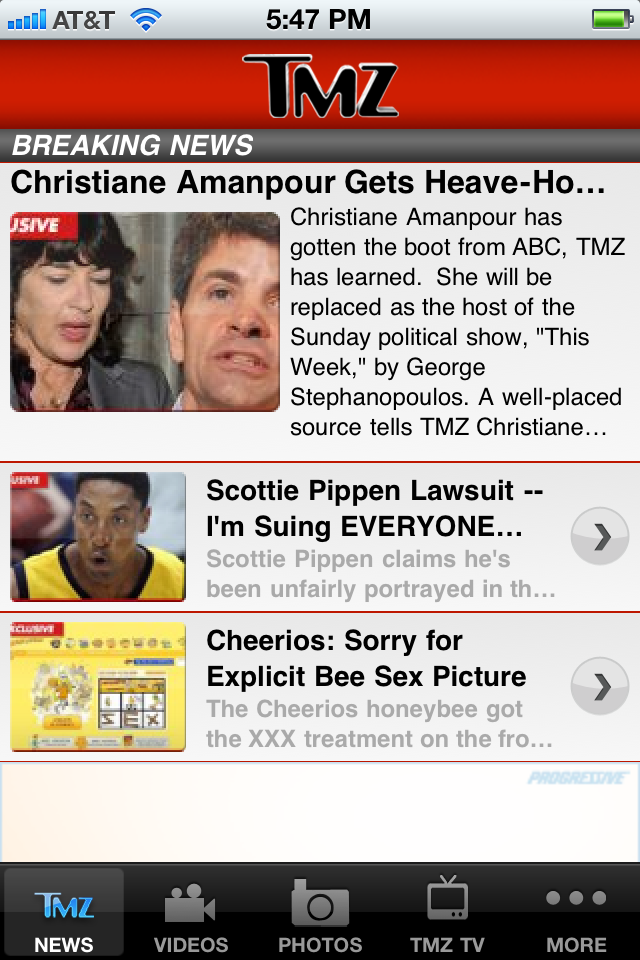 AT&T 5:47 PM
TMZ
BREAKING NEWS
Christiane Amanpour Gets Heave-Ho...
USIVE
Christiane Amanpour has
gotten the boot from ABC, TMZ
has learned. She will be
replaced as the host of the
Sunday political show, "This
Week," by George
Stephanopoulos. A well-placed
source tells TMZ Christiane...
USIVE
Scottie Pippen Lawsuit --
I'm Suing EVERYONE...
Scottie Pippen claims he's
been unfairly portrayed in th...
CLUSIVE
Cheerios: Sorry for
Explicit Bee Sex Picture
The Cheerios honeybee got
the XXX treatment on the fro...
PROGRESSIVE
TMZ
NEWS VIDEOS PHOTOS TMZ TV MORE